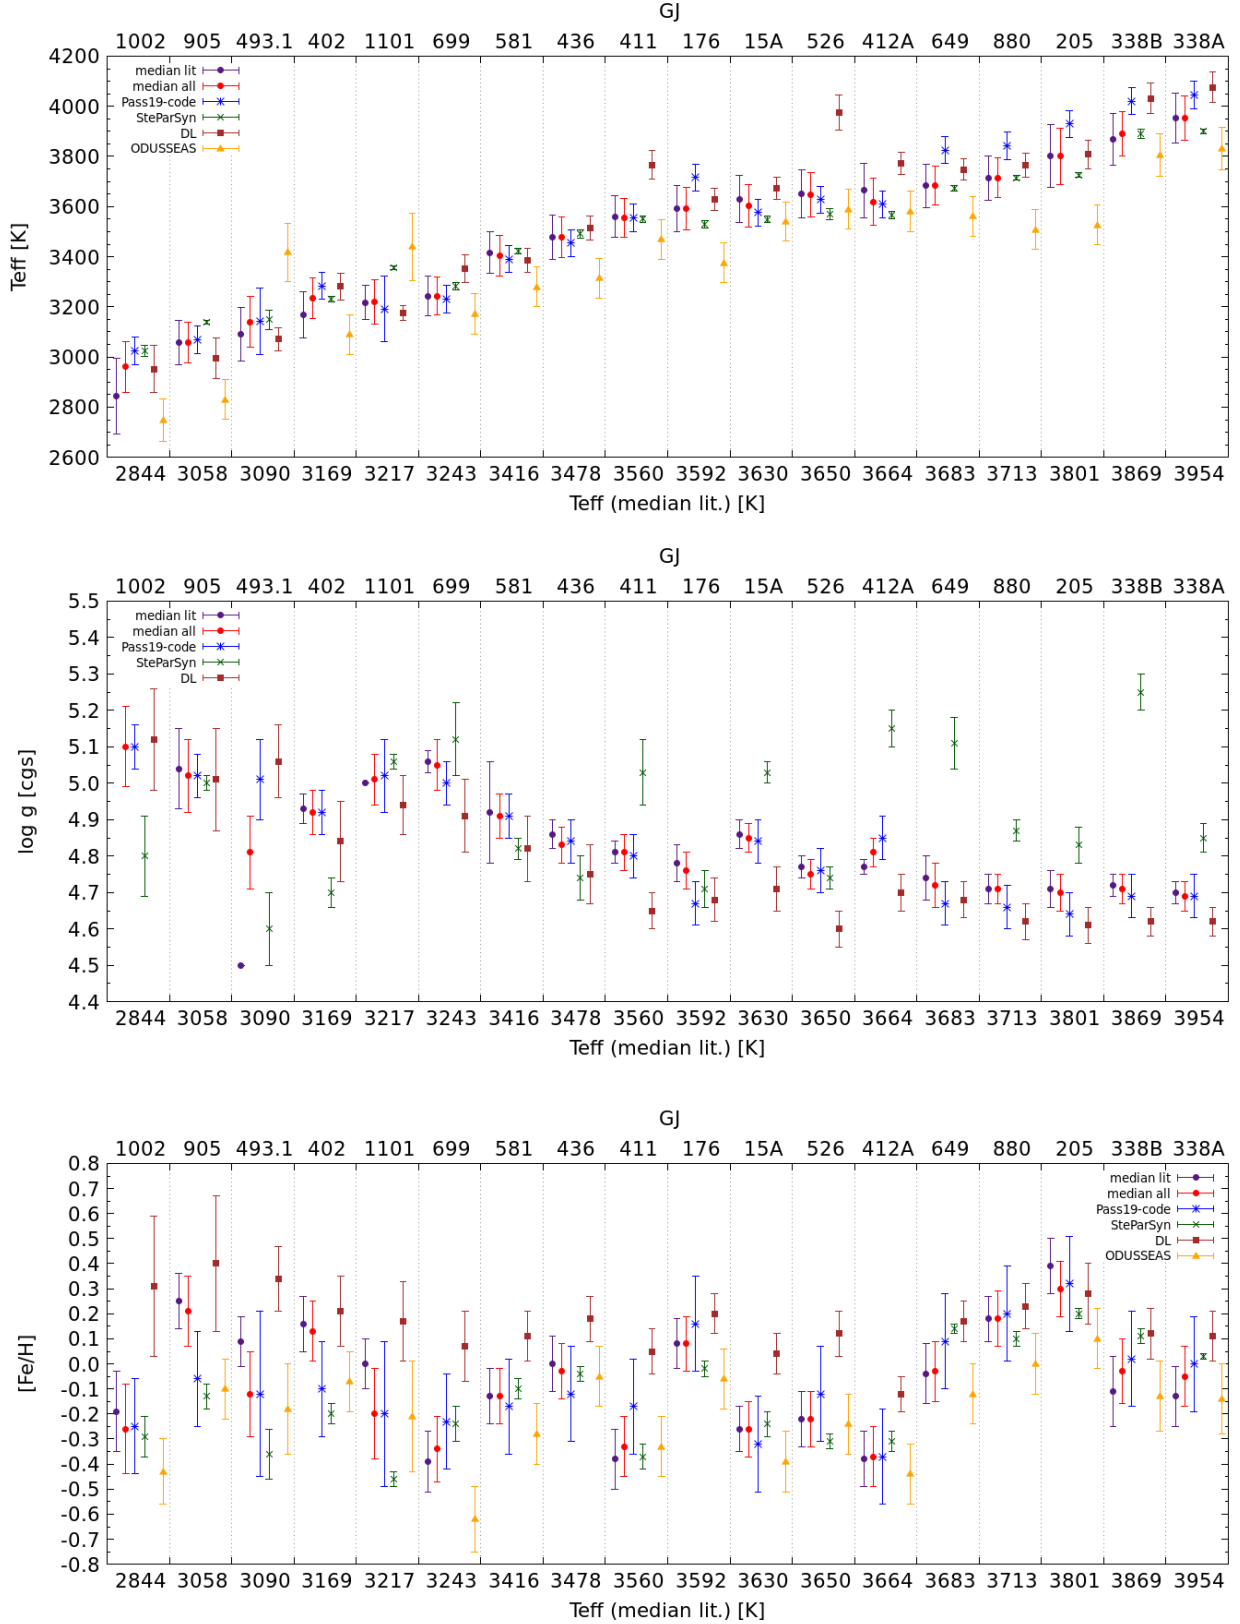 GJ
1002 905 493.1 402 1101 699 581 436 411 176 15A 526 412A 649 880 205 338B 338A
4200
4000
3800
3600
3400
3200
3000
2800
2600
Teff [K]
median lit
median all
Pass19-code
SteParSyn
DL
ODUSSEAS
2844 3058 3090 3169 3217 3243 3416 3478 3560 3592 3630 3650 3664 3683 3713 3801 3869 3954
Teff (median lit.) [K]
GJ
1002 905 493.1 402 1101 699 581 436 411 176 15A 526 412A 649 880 205 338B 338A
5.5
5.4
5.3
5.2
5.1
5.0
4.9
4.8
4.7
4.6
4.5
4.4
log g [cgs]
median lit
median all
Pass19-code
SteParSyn
DL
2844 3058 3090 3169 3217 3243 3416 3478 3560 3592 3630 3650 3664 3683 3713 3801 3869 3954
Teff (median lit.) [K]
GJ
1002 905 493.1 402 1101 699 581 436 411 176 15A 526 412A 649 880 205 338B 338A
0.8
0.7
0.6
0.5
0.4
0.3
0.2
0.1
0.0
-0.1
-0.2
-0.3
-0.4
-0.5
-0.6
-0.7
-0.8
[Fe/H]
median lit
median all
Pass19-code
SteParSyn
DL
ODUSSEAS
2844 3058 3090 3169 3217 3243 3416 3478 3560 3592 3630 3650 3664 3683 3713 3801 3869 3954
Teff (median lit.) [K]